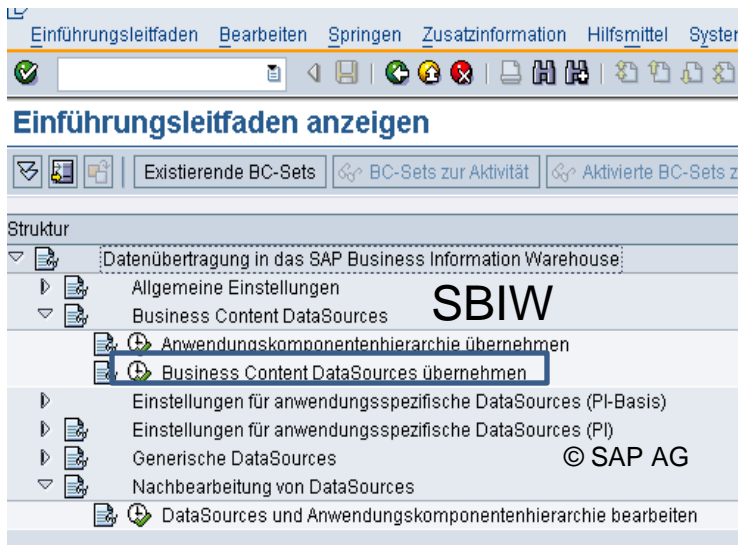 Einführungsleitfaden Bearbeiten Springen Zusatzinformation Hilfsmittel System
Einführungsleitfaden anzeigen
Existierende BC-Sets BC-Sets zur Aktivität Aktivierte BC-Sets z
Struktur
Datenübertragung in das SAP Business Information Warehouse
Allgemeine Einstellungen
SBIW
Business Content DataSources
Anwendungskomponentenhierarchie übernehmen
Business Content DataSources übernehmen
Einstellungen für anwendungsspezifische DataSources (PI-Basis)
Einstellungen für anwendungsspezifische DataSources (PI)
Generische DataSources
© SAP AG
Nachbearbeitung von DataSources
DataSources und Anwendungskomponentenhierarchie bearbeiten